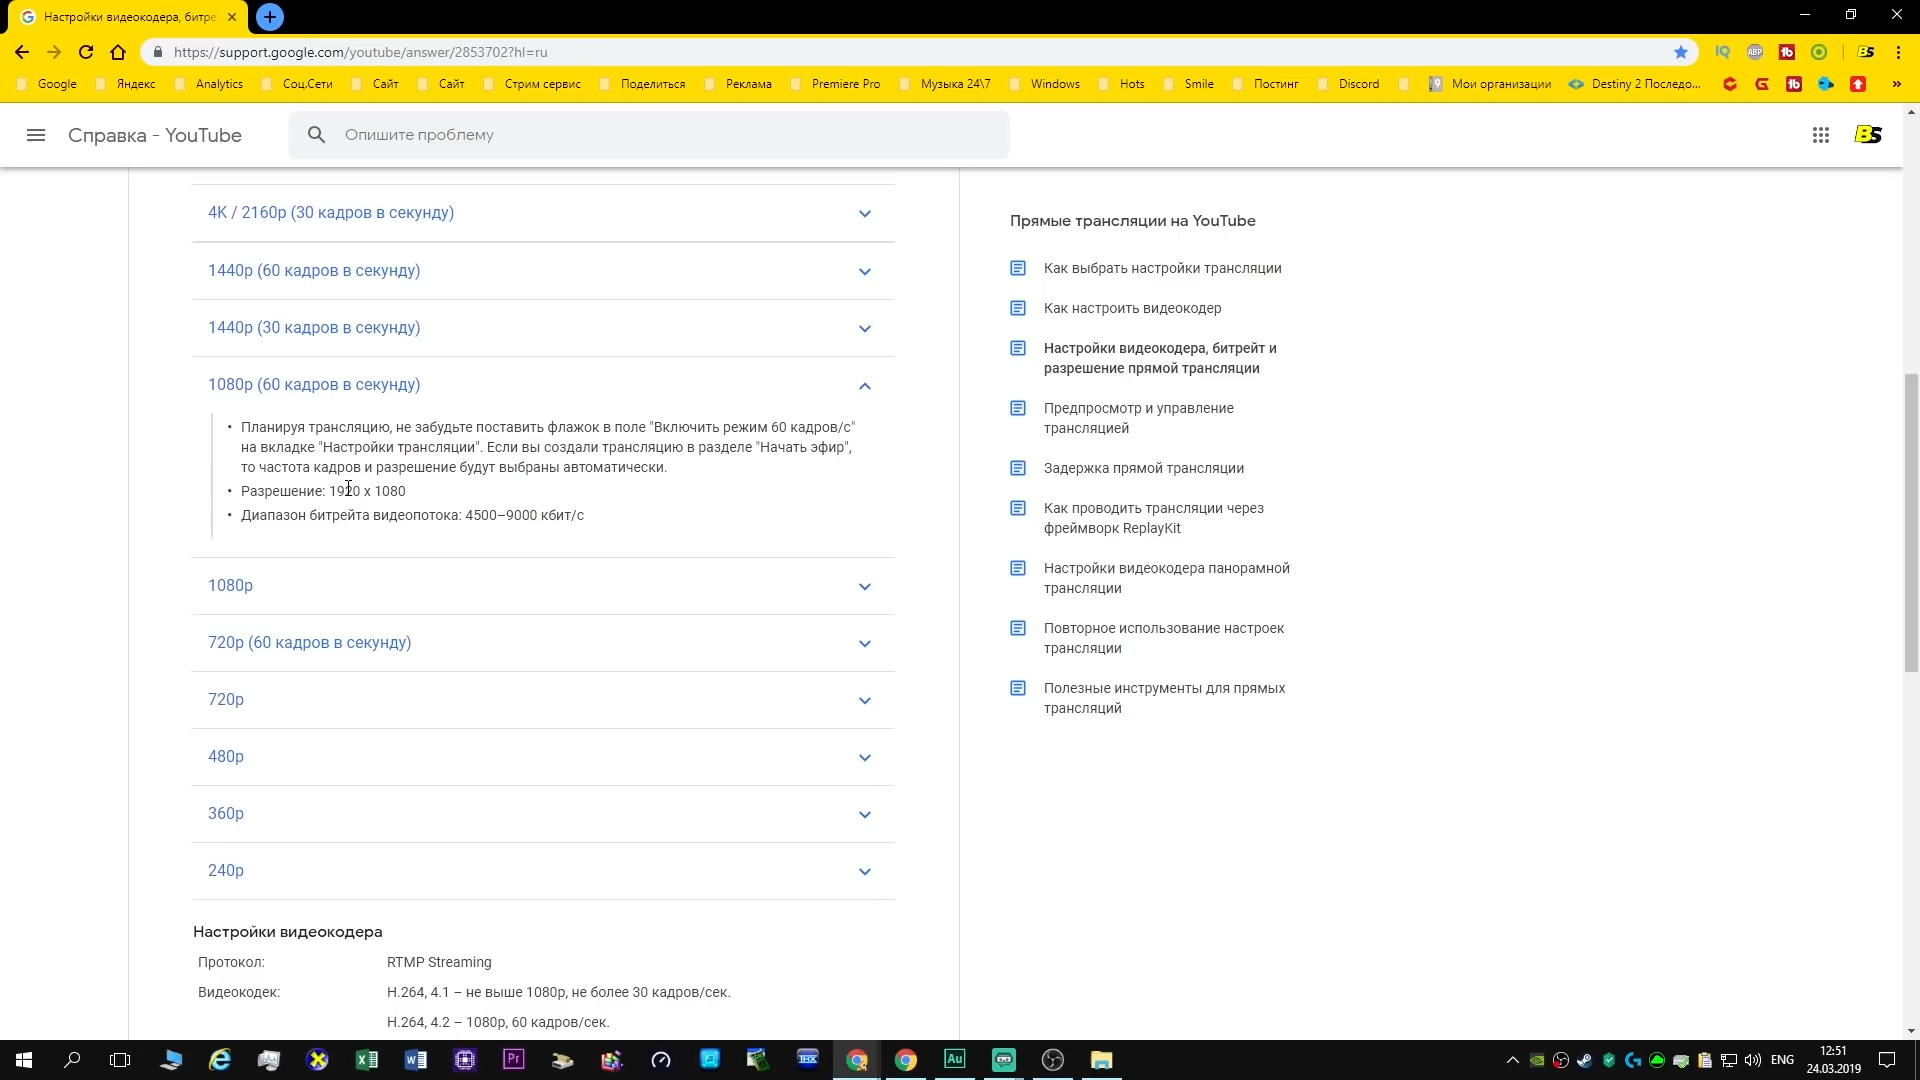 Настройки видеокодера, битре
https://support.google.com/youtube/answer/2853702?hl=ru
Google
Яндекс
Analytics
Соц.Сети
Сайт
Сайт
Стрим сервис
Поделиться
Реклама
Premiere Pro
Музыка 24\7
Windows
Hots
Smile
Постинг
Discord
Мои организации
Destiny 2 Последо...
»
Справка - YouTube
Опишите проблему
BS
4K / 2160p (30 кадров в секунду)
1440p (60 кадров в секунду)
1440p (30 кадров в секунду)
1080p (60 кадров в секунду)
• Планируя трансляцию, не забудьте поставить флажок в поле "Включить режим 60 кадров/с"
на вкладке "Настройки трансляции". Если вы создали трансляцию в разделе "Начать эфир",
то частота кадров и разрешение будут выбраны автоматически.
• Разрешение: 1920 x 1080
• Диапазон битрейта видеопотока: 4500–9000 кбит/с
1080p
720p (60 кадров в секунду)
720p
480p
360p
240p
Настройки видеокодера
Протокол: RTMP Streaming
Видеокодек: H.264, 4.1 – не выше 1080p, не более 30 кадров/сек.
H.264, 4.2 – 1080p, 60 кадров/сек.
Прямые трансляции на YouTube
Как выбрать настройки трансляции
Как настроить видеокодер
Настройки видеокодера, битрейт и
разрешение прямой трансляции
Предпросмотр и управление
трансляцией
Задержка прямой трансляции
Как проводить трансляции через
фреймворк ReplayKit
Настройки видеокодера панорамной
трансляции
Повторное использование настроек
трансляции
Полезные инструменты для прямых
трансляций
ENG
12:51
24.03.2019